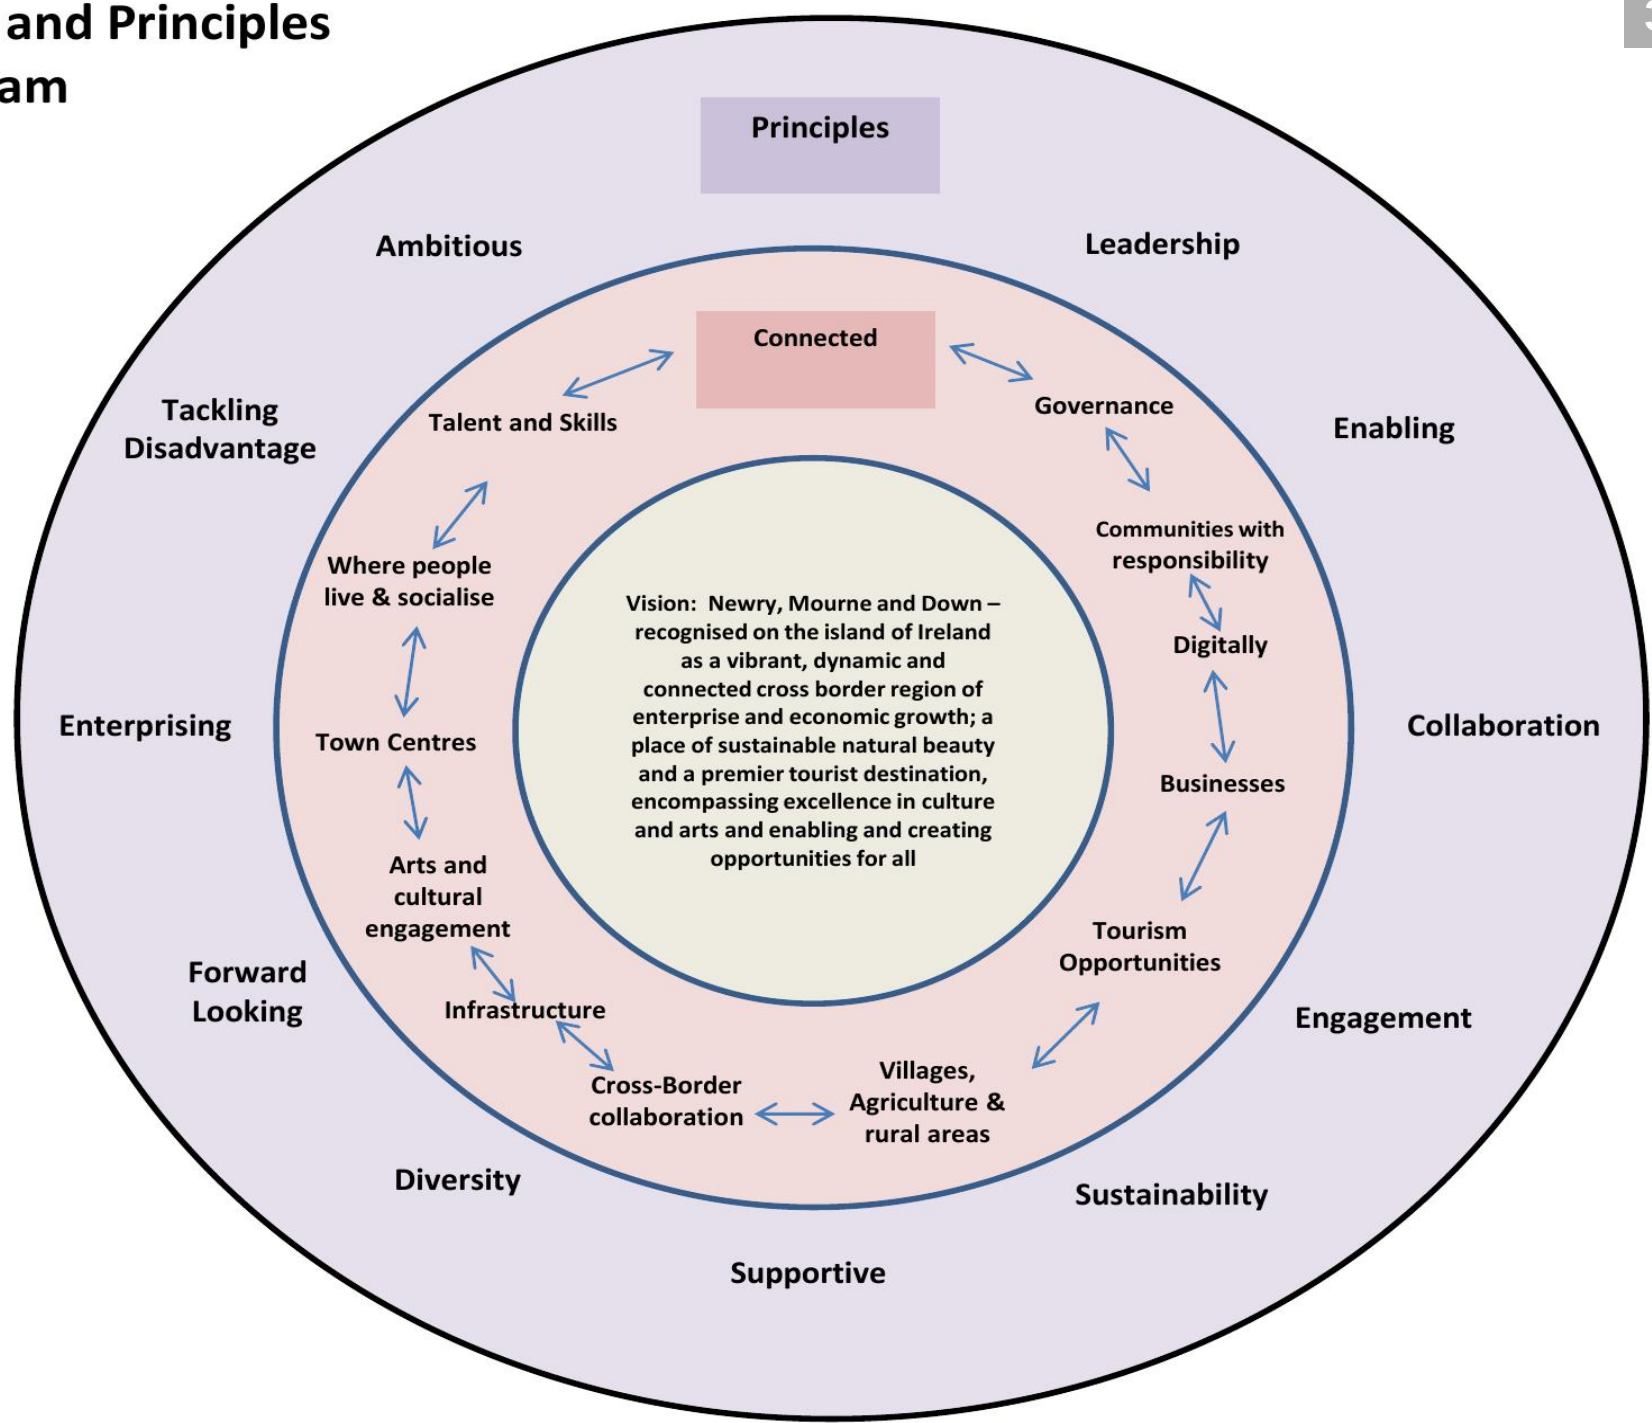 and Principles
am
3
Principles
Ambitious
Leadership
Connected
Tackling
Disadvantage
Talent and Skills
Governance
Enabling
Communities with
responsibility
Where people
live & socialise
Vision:  Newry, Mourne and Down –
recognised on the island of Ireland
as a vibrant, dynamic and
connected cross border region of
enterprise and economic growth; a
place of sustainable natural beauty
and a premier tourist destination,
encompassing excellence in culture
and arts and enabling and creating
opportunities for all
Digitally
Enterprising
Town Centres
Collaboration
Businesses
Arts and
cultural
engagement
Tourism
Opportunities
Forward
Looking
Infrastructure
Engagement
Cross-Border
collaboration
Villages,
Agriculture &
rural areas
Diversity
Sustainability
Supportive